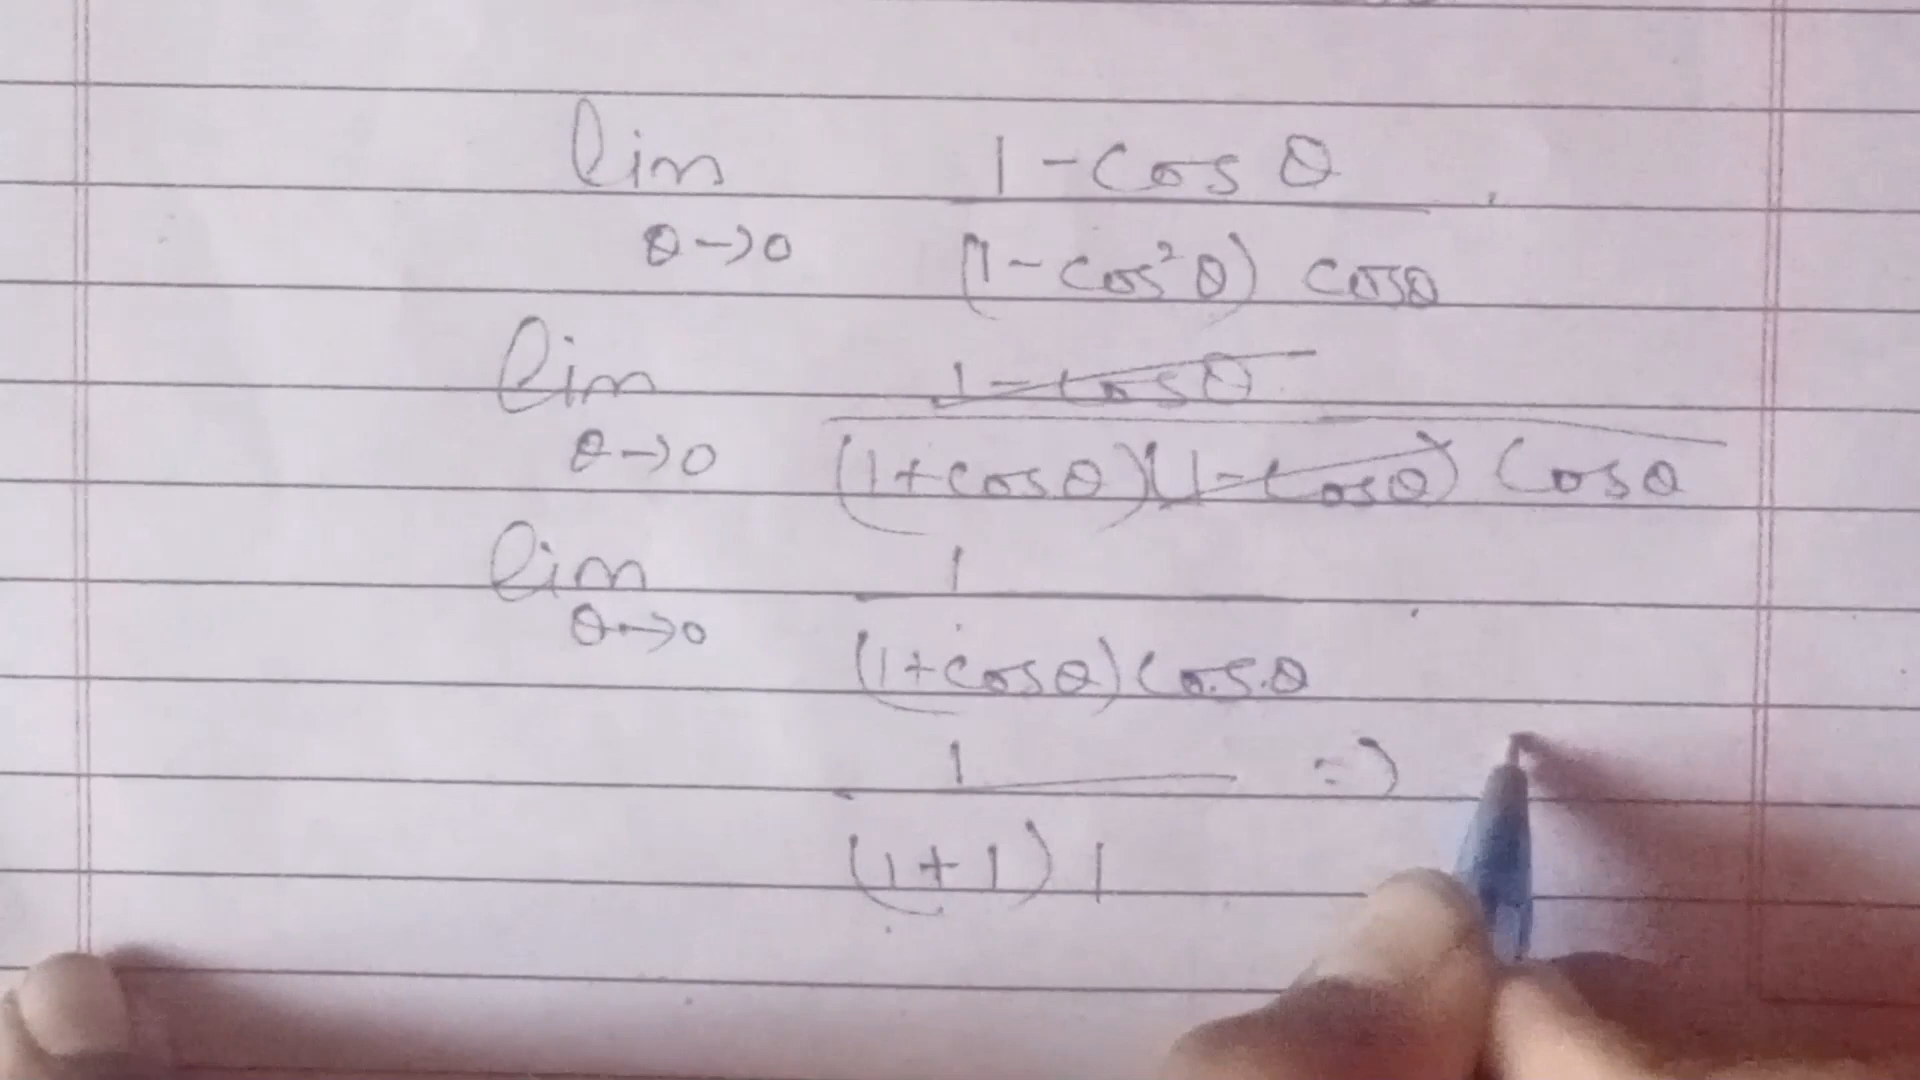 lim 1 - cos θ
θ→0 (1 - cos²θ) cosθ
lim 1 - cosθ
θ→0 (1+cosθ)(1-cosθ) cosθ
lim 1
θ→0 (1+cosθ) cos.θ
1 =>
(1+1) 1